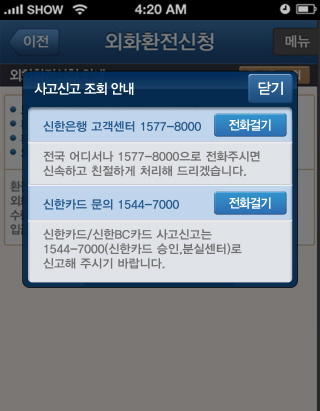 SHOW 4:20 AM
이전 외화환전신청 메뉴
사고신고 조회 안내 닫기
신한은행 고객센터 1577-8000 전화걸기
전국 어디서나 1577-8000으로 전화주시면
신속하고 친절하게 처리해 드리겠습니다.
신한카드 문의 1544-7000 전화걸기
신한카드/신한BC카드 사고신고는
1544-7000(신한카드 승인,분실센터)로
신고해 주시기 바랍니다.